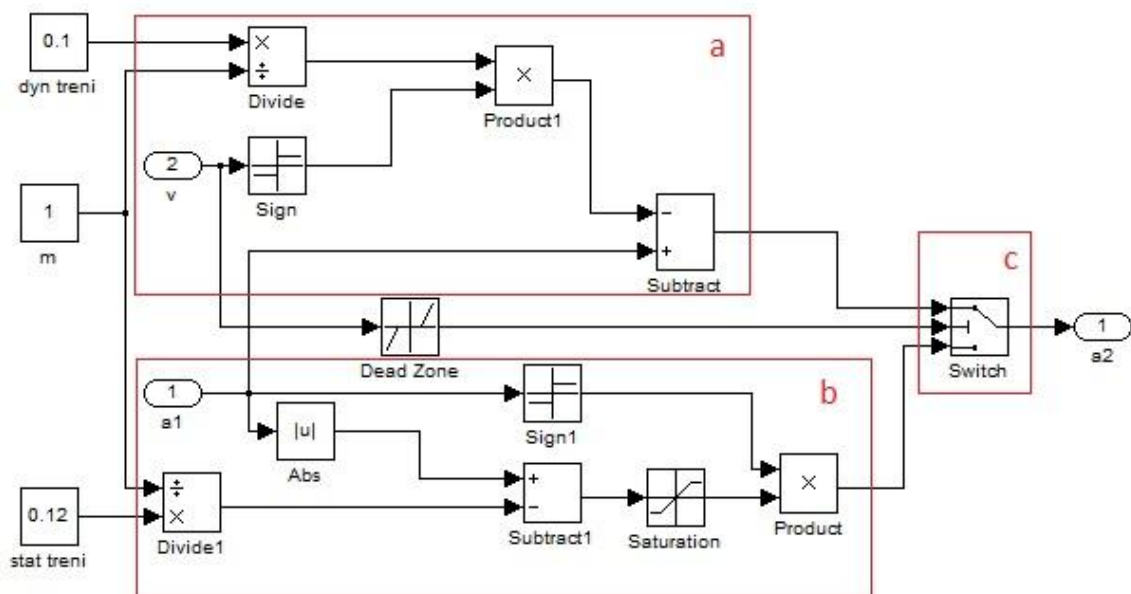 a
0.1
dyn treni
×
÷
Divide
×
Product1
2
v
Sign
1
m
−
+
Subtract
c
Dead Zone
Switch
1
a2
b
1
a1
Sign1
|u|
Abs
÷
×
Divide1
0.12
stat treni
+
−
Subtract1
Saturation
×
Product